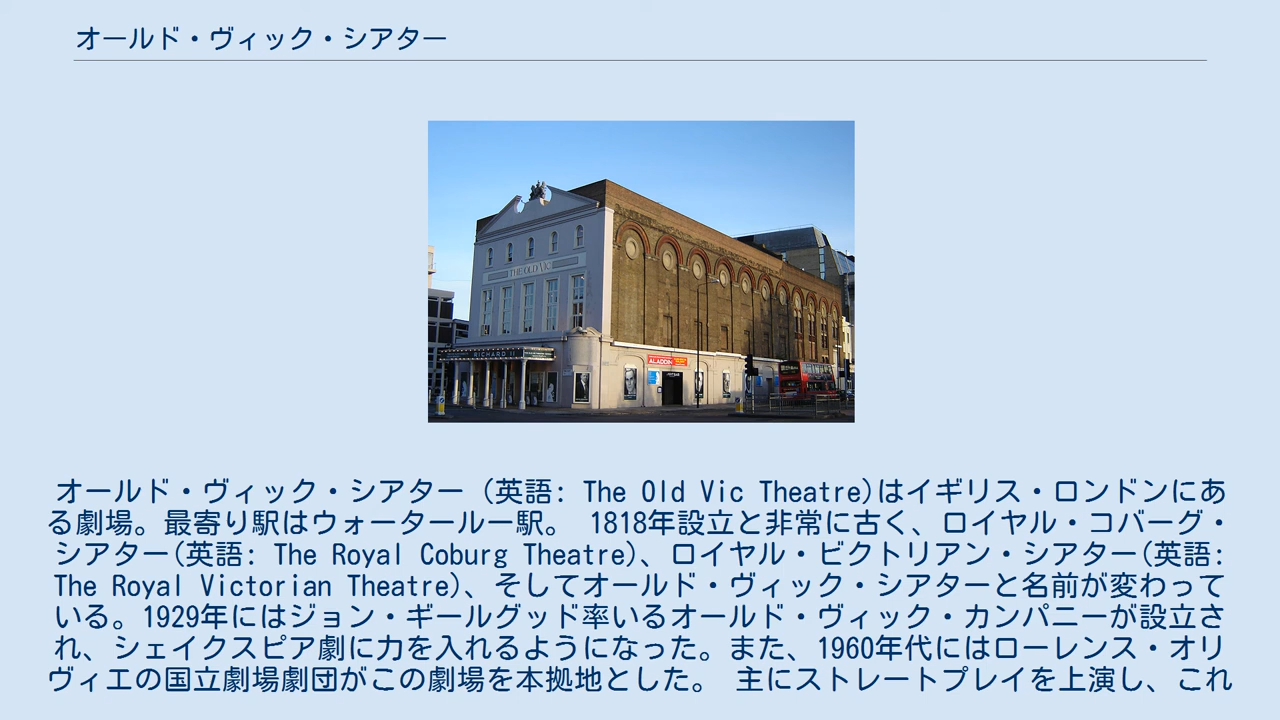 オールド・ヴィック・シアター
THE OLD VIC
RICHARD II
ALADDIN
オールド・ヴィック・シアター (英語: The Old Vic Theatre)はイギリス・ロンドンにあ
る劇場。最寄り駅はウォータールー駅。 1818年設立と非常に古く、ロイヤル・コバーグ・
シアター(英語: The Royal Coburg Theatre)、ロイヤル・ビクトリアン・シアター(英語:
The Royal Victorian Theatre)、そしてオールド・ヴィック・シアターと名前が変わって
いる。1929年にはジョン・ギールグッド率いるオールド・ヴィック・カンパニーが設立さ
れ、シェイクスピア劇に力を入れるようになった。また、1960年代にはローレンス・オリ
ヴィエの国立劇場劇団がこの劇場を本拠地とした。 主にストレートプレイを上演し、これ